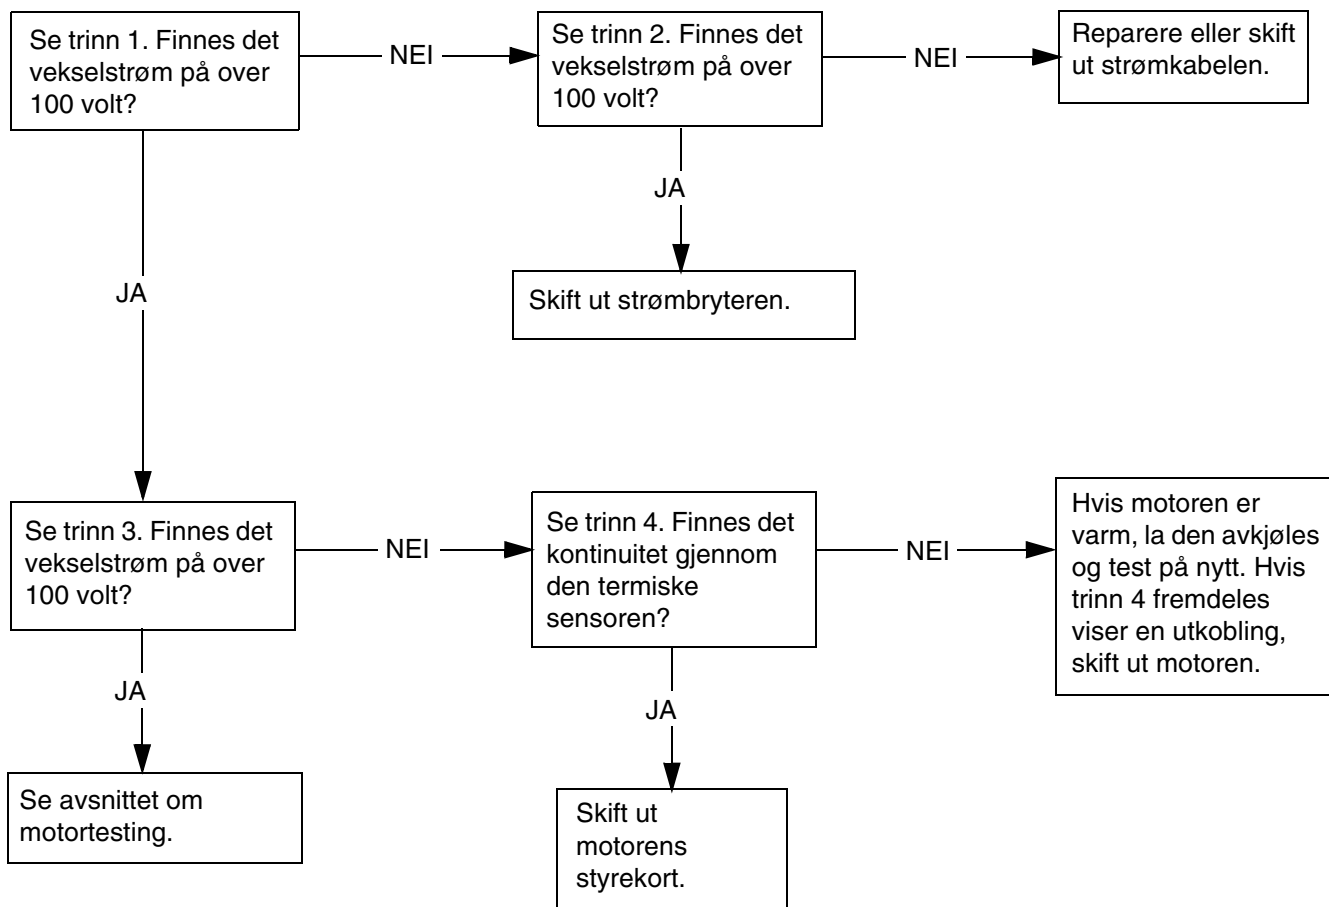 Se trinn 1. Finnes det
vekselstrøm på over
100 volt?
NEI
Se trinn 2. Finnes det
vekselstrøm på over
100 volt?
NEI
Reparere eller skift
ut strømkabelen.
JA
Skift ut strømbryteren.
JA
Se trinn 3. Finnes det
vekselstrøm på over
100 volt?
NEI
Se trinn 4. Finnes det
kontinuitet gjennom
den termiske
sensoren?
NEI
Hvis motoren er
varm, la den avkjøles
og test på nytt. Hvis
trinn 4 fremdeles
viser en utkobling,
skift ut motoren.
JA
Se avsnittet om
motortesting.
JA
Skift ut
motorens
styrekort.